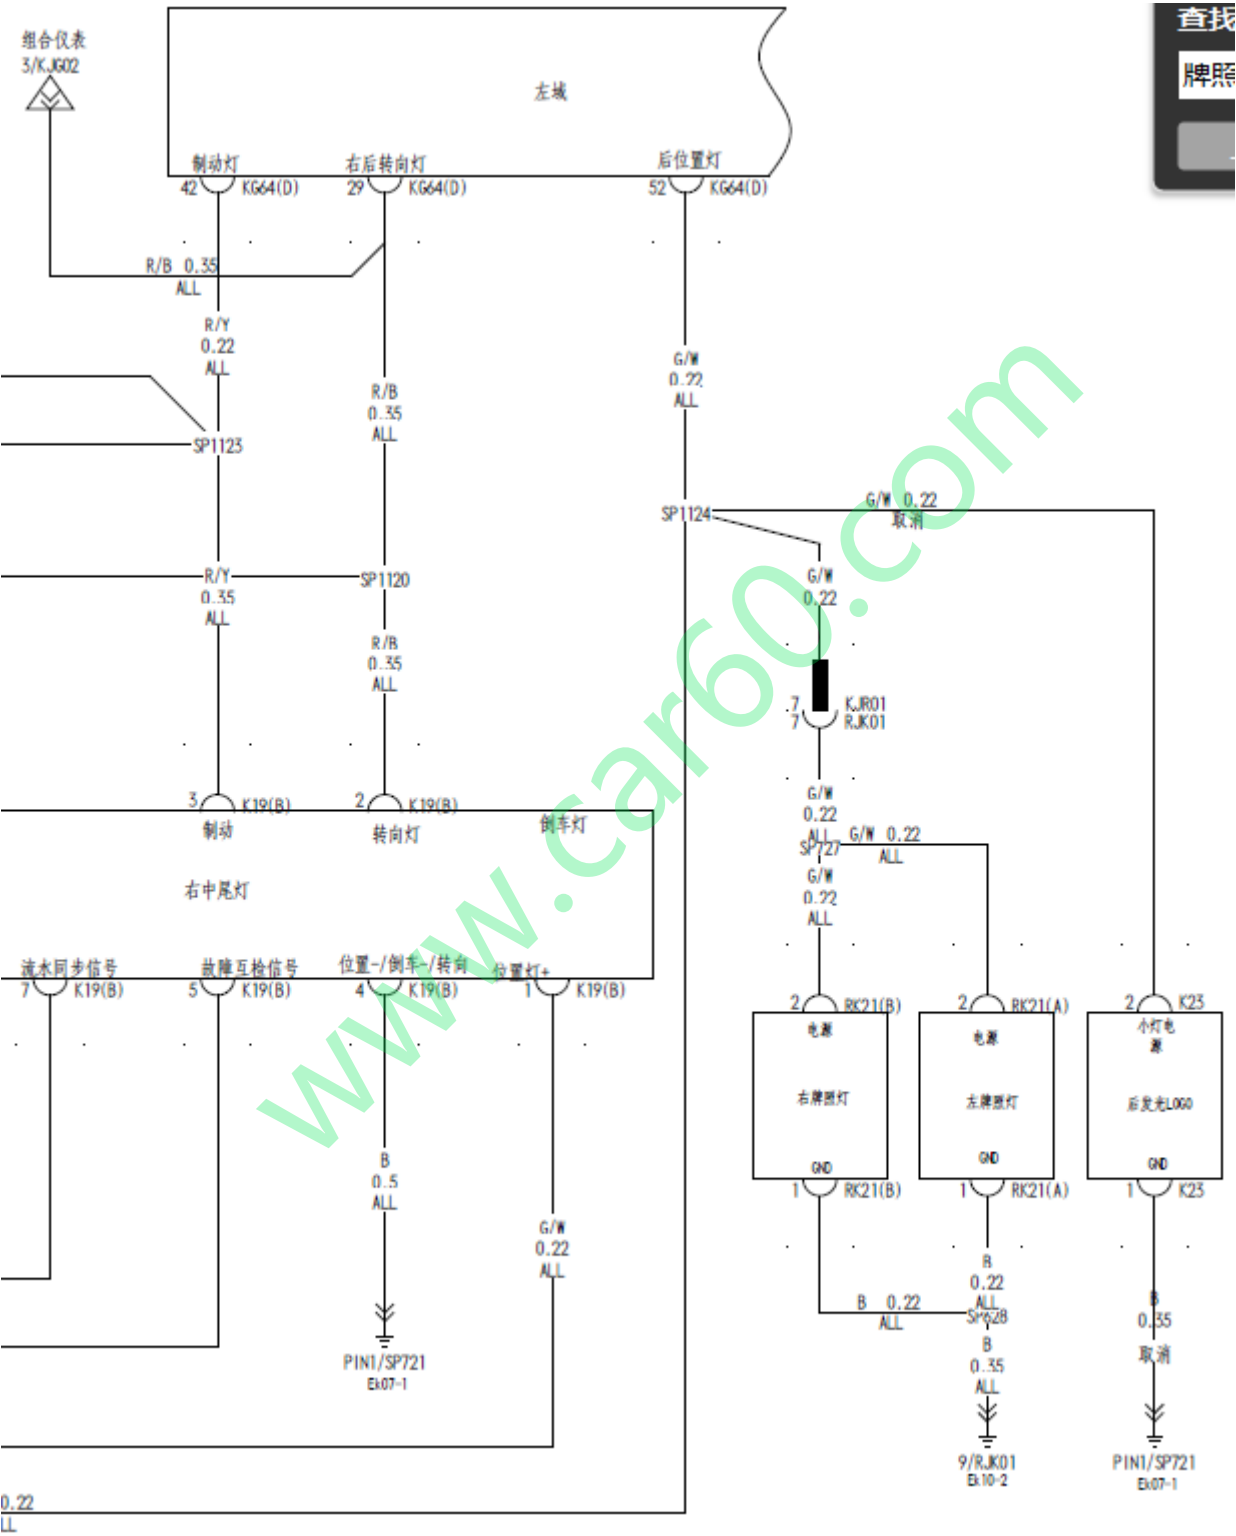 组合仪表
3/KJG02
查找
牌照
左域
制动灯
右后转向灯
后位置灯
42 KG64(D)
29 KG64(D)
52 KG64(D)
R/B 0.35
ALL
R/Y
0.22
ALL
R/B
0.35
ALL
G/W
0.22
ALL
SP1123
SP1124
G/W 0.22
取消
G/W
0.22
R/Y
0.35
ALL
SP1120
R/B
0.35
ALL
7 KJR01
7 RJK01
G/W
0.22
ALL
SP727
G/W 0.22
ALL
G/W
0.22
ALL
3 K19(B)
2 K19(B)
制动
转向灯
倒车灯
右中尾灯
流水同步信号
故障互检信号
位置-/倒车-/转向
位置灯+
7 K19(B)
5 K19(B)
4 K19(B)
1 K19(B)
2 RK21(B)
2 RK21(A)
2 K23
电源
电源
小灯电
源
右牌照灯
左牌照灯
后发光LOGO
GND
GND
GND
1 RK21(B)
1 RK21(A)
1 K23
B
0.5
ALL
G/W
0.22
ALL
B
0.22
ALL
B 0.22
ALL
SP628
B
0.35
ALL
B
0.35
取消
PIN1/SP721
Ek07-1
9/RJK01
Ek10-2
PIN1/SP721
Ek07-1
0.22
www.car60.com